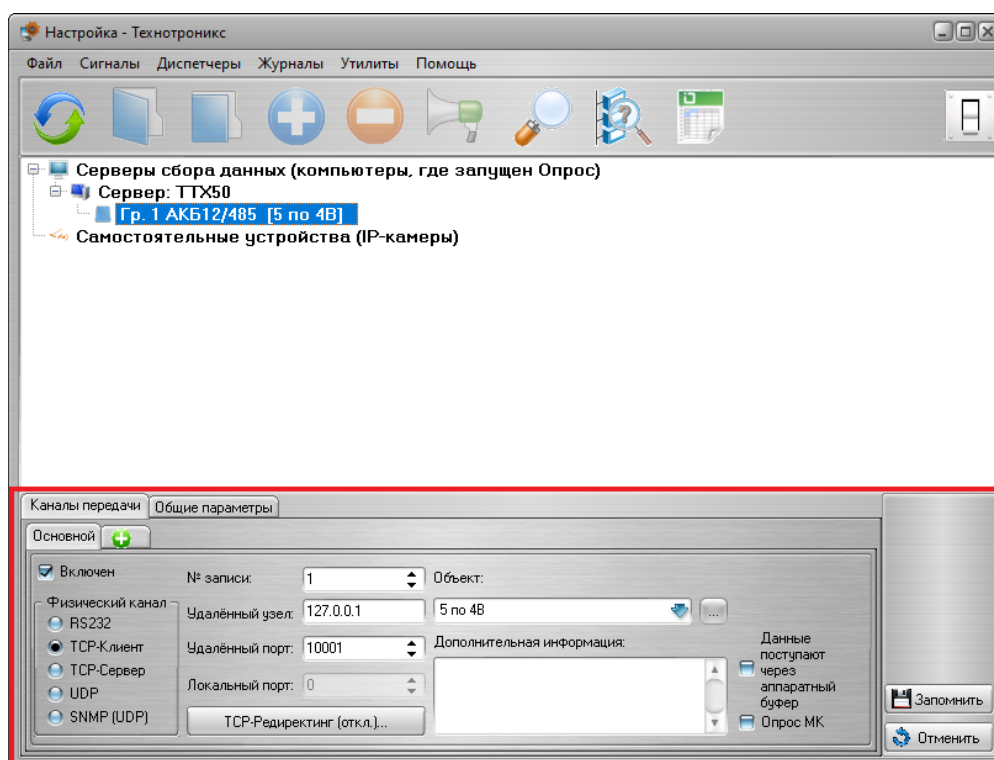 Настройка - Технотроникс
Файл Сигналы Диспетчеры Журналы Утилиты Помощь
Серверы сбора данных (компьютеры, где запущен Опрос)
Сервер: TTX50
Гр. 1 АКБ12/485 [5 по 4В]
Самостоятельные устройства (IP-камеры)
Каналы передачи Общие параметры
Основной
Включен
№ записи: 1 Объект:
Физический канал
RS232
TCP-Клиент
TCP-Сервер
UDP
SNMP (UDP)
Удалённый узел: 127.0.0.1 5 по 4В ...
Удалённый порт: 10001 Дополнительная информация:
Локальный порт: 0
TCP-Редиректинг (откл.)...
Данные
поступают
через
аппаратный
буфер
Опрос МК
Запомнить
Отменить